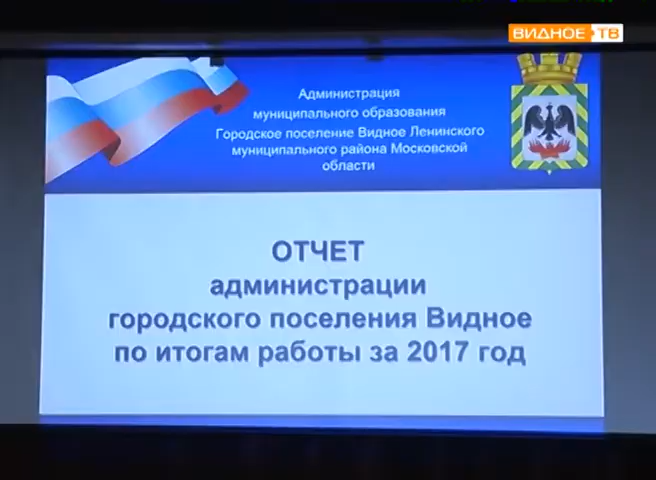 ВИДНОЕ ТВ
Администрация
муниципального образования
Городское поселение Видное Ленинского
муниципального района Московской
области
ОТЧЕТ
администрации
городского поселения Видное
по итогам работы за 2017 год